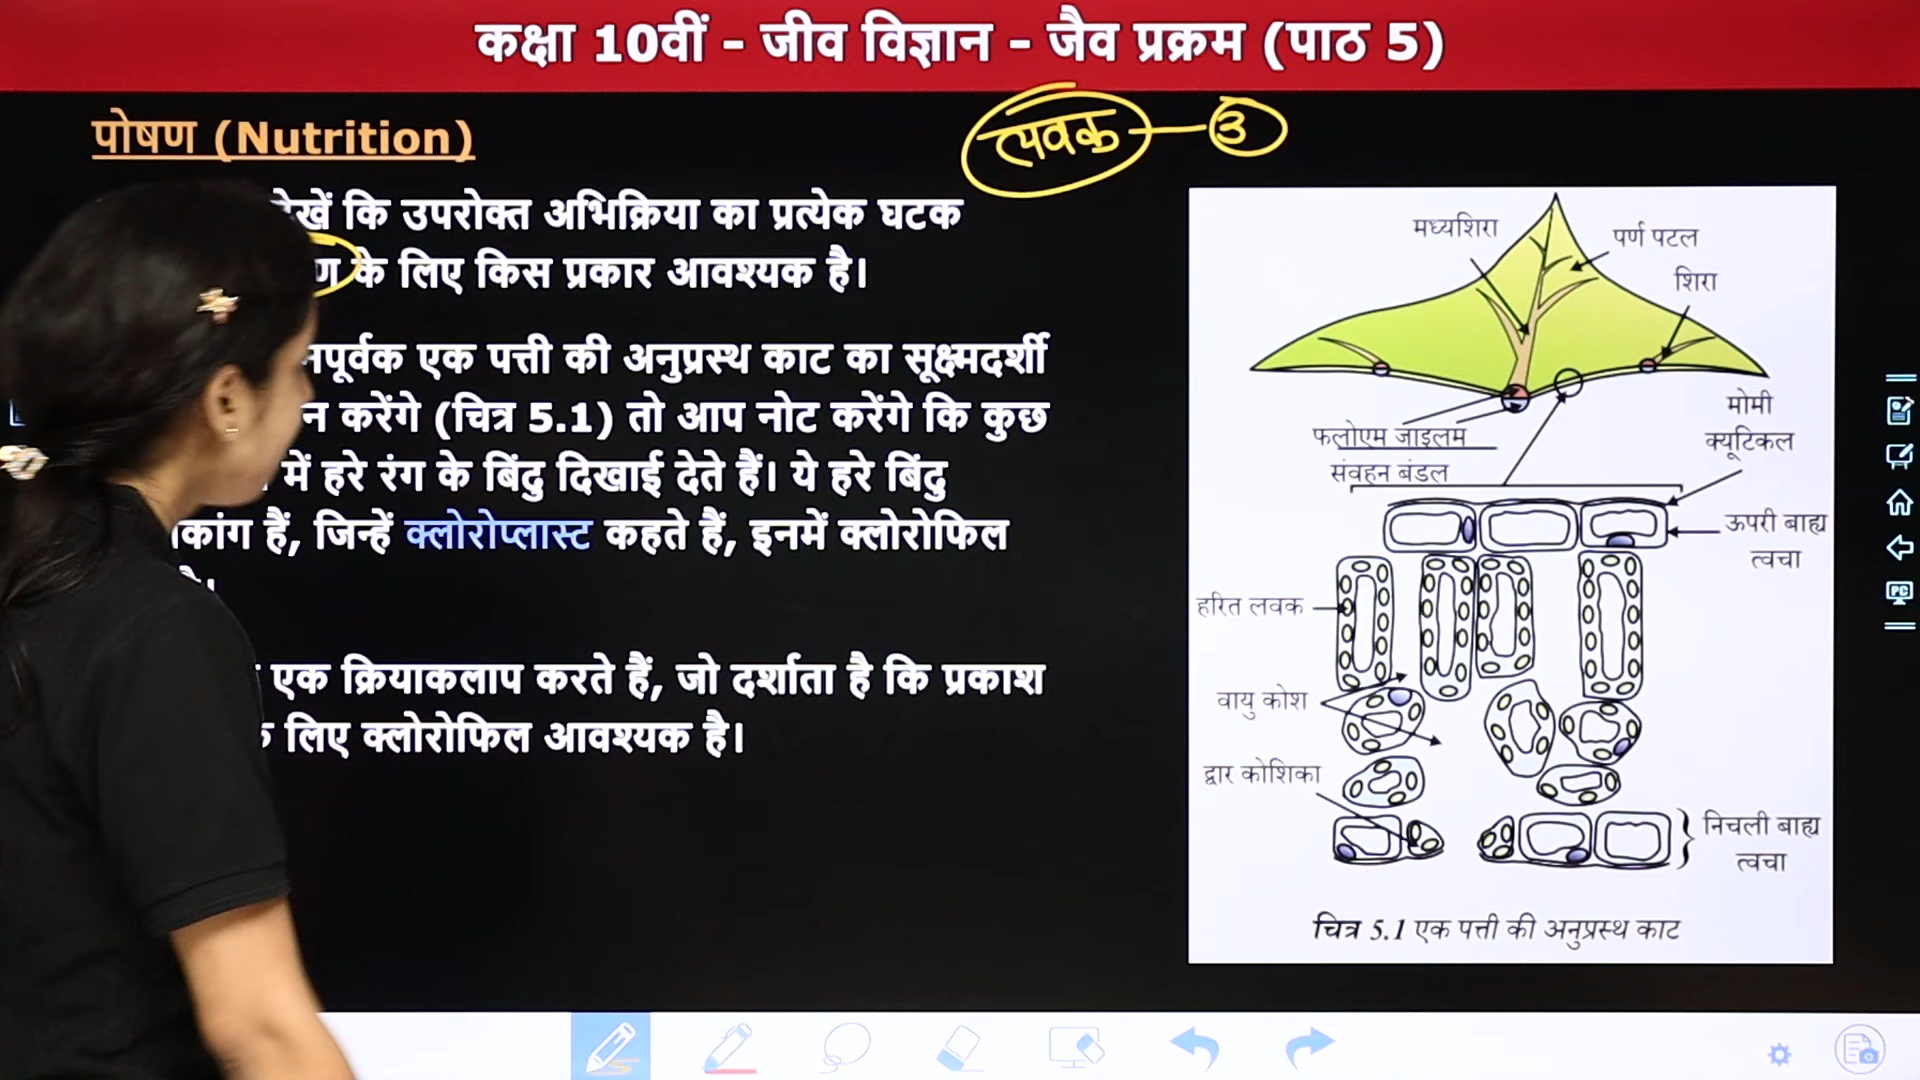 कक्षा 10वीं - जीव विज्ञान - जैव प्रक्रम (पाठ 5)
पोषण (Nutrition)
कि उपरोक्त अभिक्रिया का प्रत्येक घटक
के लिए किस प्रकार आवश्यक है।
एक पत्ती की अनुप्रस्थ काट का सूक्ष्मदर्शी
करेंगे (चित्र 5.1) तो आप नोट करेंगे कि कुछ
में हरे रंग के बिंदु दिखाई देते हैं। ये हरे बिंदु
हैं, जिन्हें क्लोरोप्लास्ट कहते हैं, इनमें क्लोरोफिल
एक क्रियाकलाप करते हैं, जो दर्शाता है कि प्रकाश
लिए क्लोरोफिल आवश्यक है।
3
मध्यशिरा
पर्ण पटल
शिरा
मोमी
क्यूटिकल
फलोएम जाइलम
संवहन बंडल
ऊपरी बाह्य
त्वचा
हरित लवक
वायु कोश
द्वार कोशिका
निचली बाह्य
त्वचा
चित्र 5.1 एक पत्ती की अनुप्रस्थ काट
PC